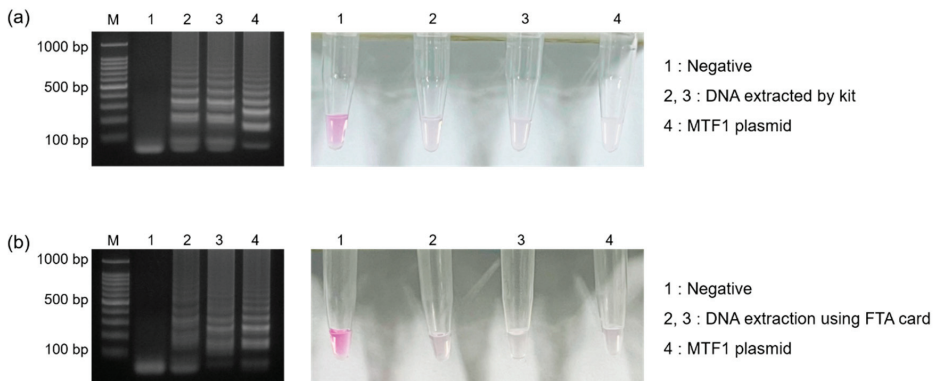 (a)
M 1 2 3 4
1 2 3 4
1000 bp
500 bp
100 bp
1 : Negative
2, 3 : DNA extracted by kit
4 : MTF1 plasmid
(b)
M 1 2 3 4
1 2 3 4
1000 bp
500 bp
100 bp
1 : Negative
2, 3 : DNA extraction using FTA card
4 : MTF1 plasmid